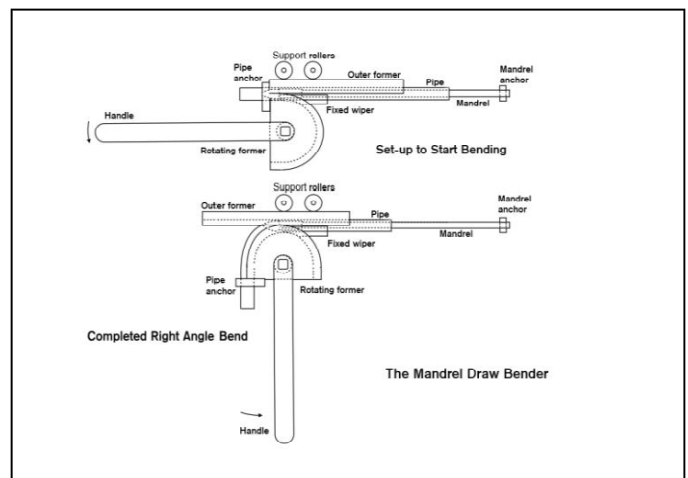 Support rollers
Pipe
anchor
Outer former
Pipe
Mandrel
anchor
Mandrel
Fixed wiper
Handle
Rotating former
Set-up to Start Bending
Support rollers
Outer former
Pipe
Mandrel
anchor
Mandrel
Fixed wiper
Pipe
anchor
Rotating former
Completed Right Angle Bend
The Mandrel Draw Bender
Handle